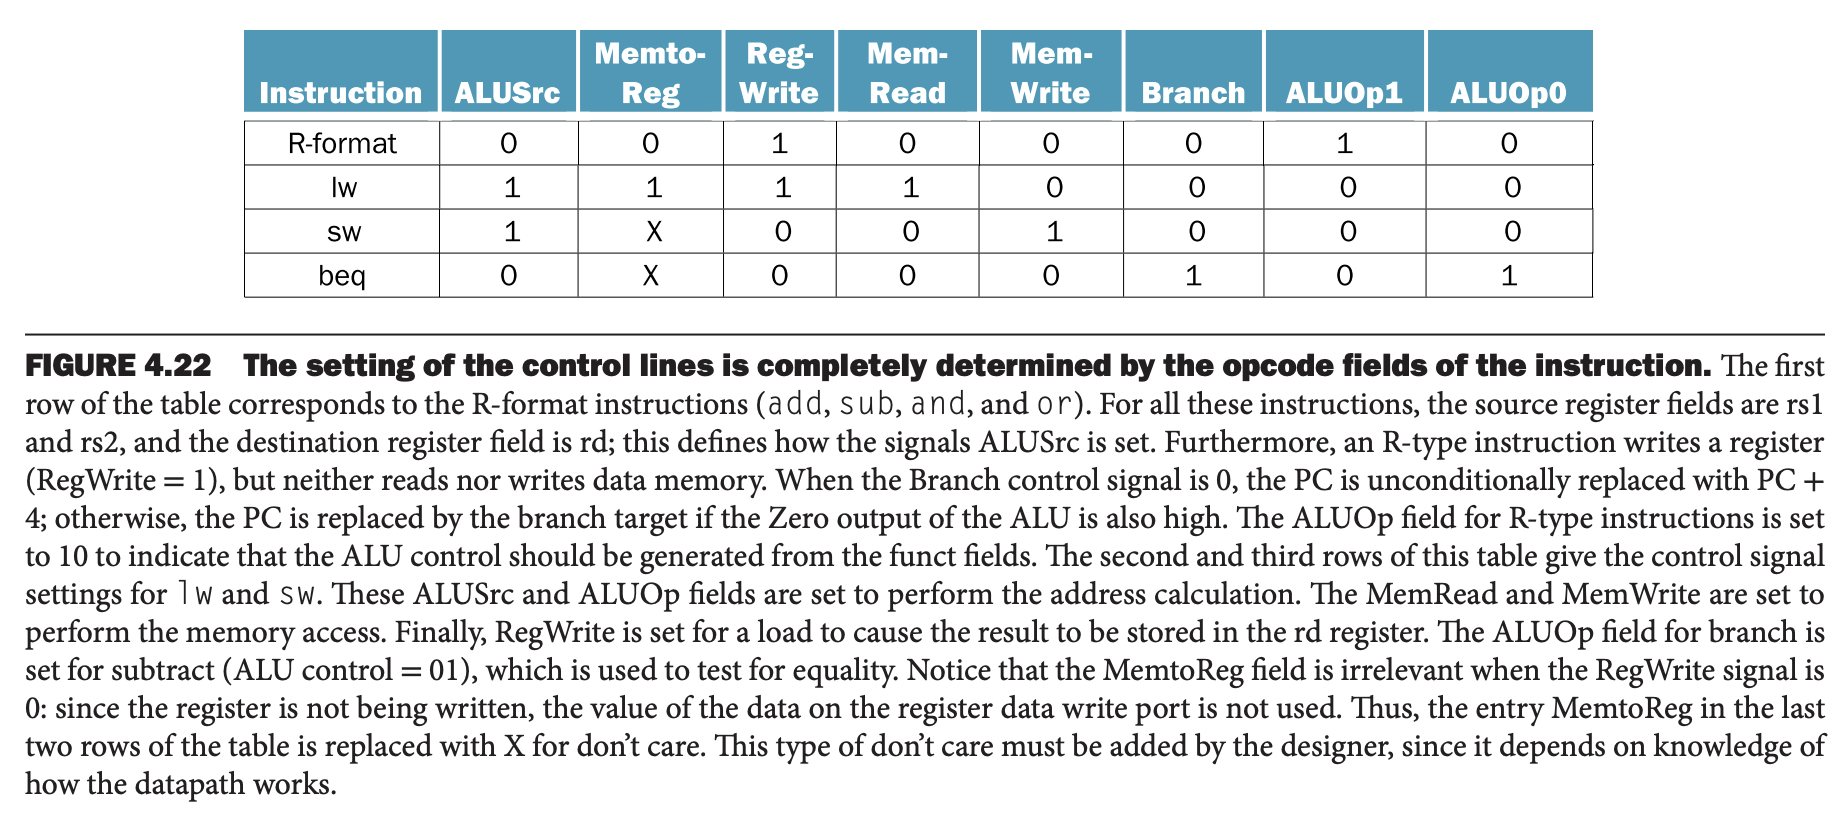 Instruction ALUSrc Memto-Reg Reg-Write Mem-Read Mem-Write Branch ALUOp1 ALUOp0
R-format 0 0 1 0 0 0 1 0
lw 1 1 1 1 0 0 0 0
sw 1 X 0 0 1 0 0 0
beq 0 X 0 0 0 1 0 1
FIGURE 4.22 The setting of the control lines is completely determined by the opcode fields of the instruction. The first
row of the table corresponds to the R-format instructions (add, sub, and, and or). For all these instructions, the source register fields are rs1
and rs2, and the destination register field is rd; this defines how the signals ALUSrc is set. Furthermore, an R-type instruction writes a register
(RegWrite = 1), but neither reads nor writes data memory. When the Branch control signal is 0, the PC is unconditionally replaced with PC +
4; otherwise, the PC is replaced by the branch target if the Zero output of the ALU is also high. The ALUOp field for R-type instructions is set
to 10 to indicate that the ALU control should be generated from the funct fields. The second and third rows of this table give the control signal
settings for lw and sw. These ALUSrc and ALUOp fields are set to perform the address calculation. The MemRead and MemWrite are set to
perform the memory access. Finally, RegWrite is set for a load to cause the result to be stored in the rd register. The ALUOp field for branch is
set for subtract (ALU control = 01), which is used to test for equality. Notice that the MemtoReg field is irrelevant when the RegWrite signal is
0: since the register is not being written, the value of the data on the register data write port is not used. Thus, the entry MemtoReg in the last
two rows of the table is replaced with X for don't care. This type of don't care must be added by the designer, since it depends on knowledge of
how the datapath works.